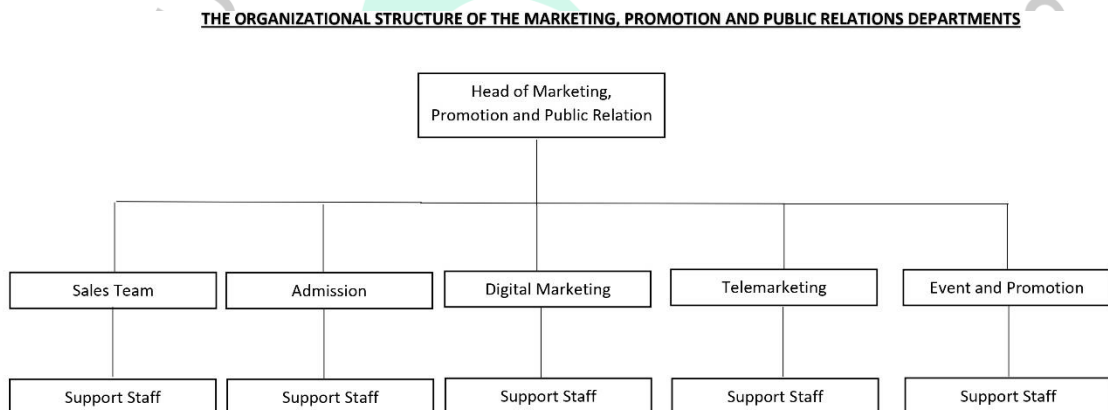 THE ORGANIZATIONAL STRUCTURE OF THE MARKETING, PROMOTION AND PUBLIC RELATIONS DEPARTMENTS
Head of Marketing,
Promotion and Public Relation
Sales Team
Admission
Digital Marketing
Telemarketing
Event and Promotion
Support Staff
Support Staff
Support Staff
Support Staff
Support Staff